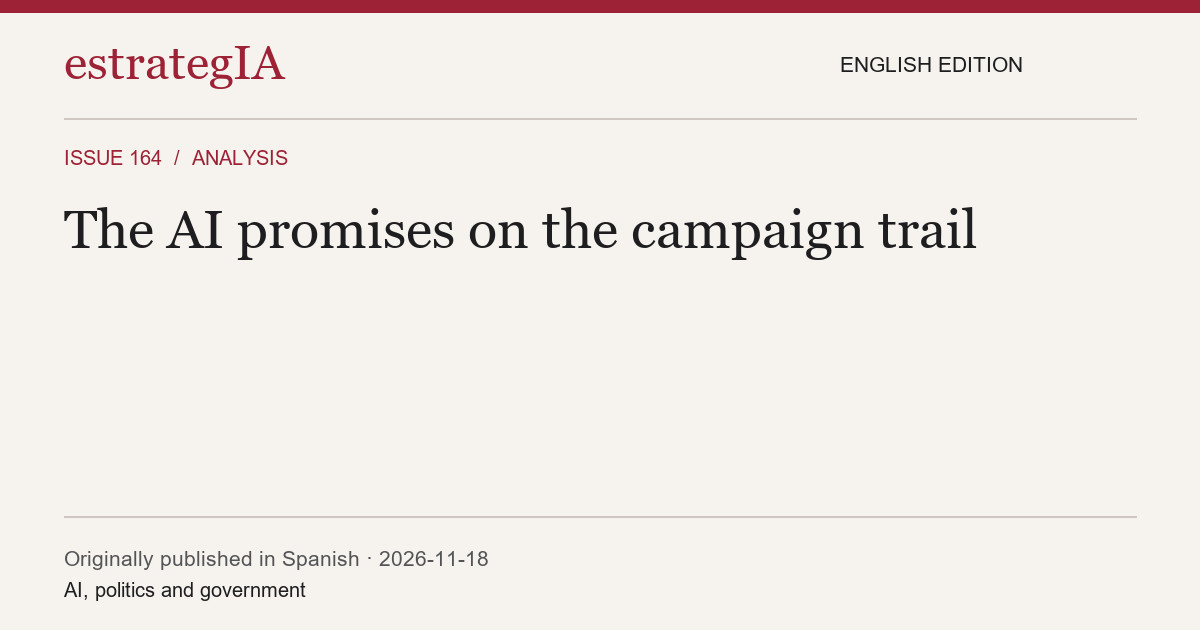 estrategIA
ENGLISH EDITION
ISSUE 164 / ANALYSIS
The AI promises on the campaign trail
Originally published in Spanish · 2026-11-18
AI, politics and government